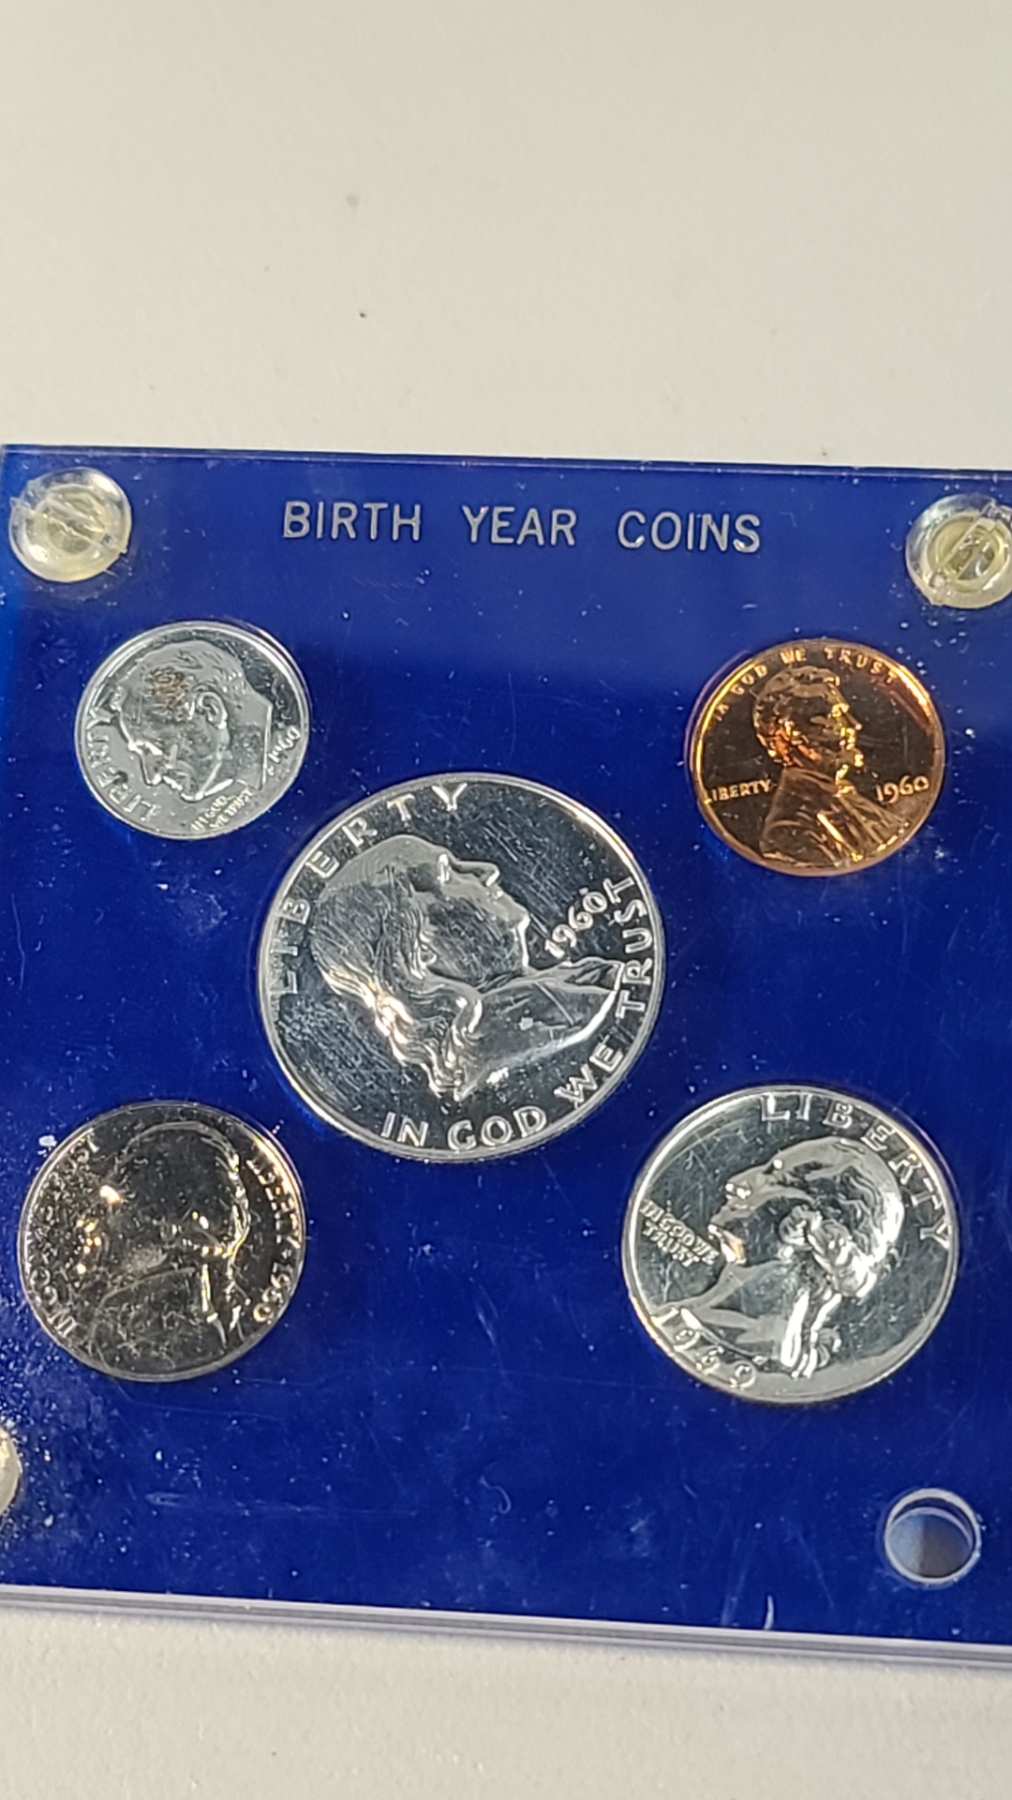 BIRTH YEAR COINS
LIBERTY
IN GOD
WE TRUST
1960
IN GOD WE TRUST
LIBERTY
1960
LIBERTY
1960
IN GOD WE TRUST
LIBERTY
1960
LIBERTY
IN GOD WE
TRUST
1960